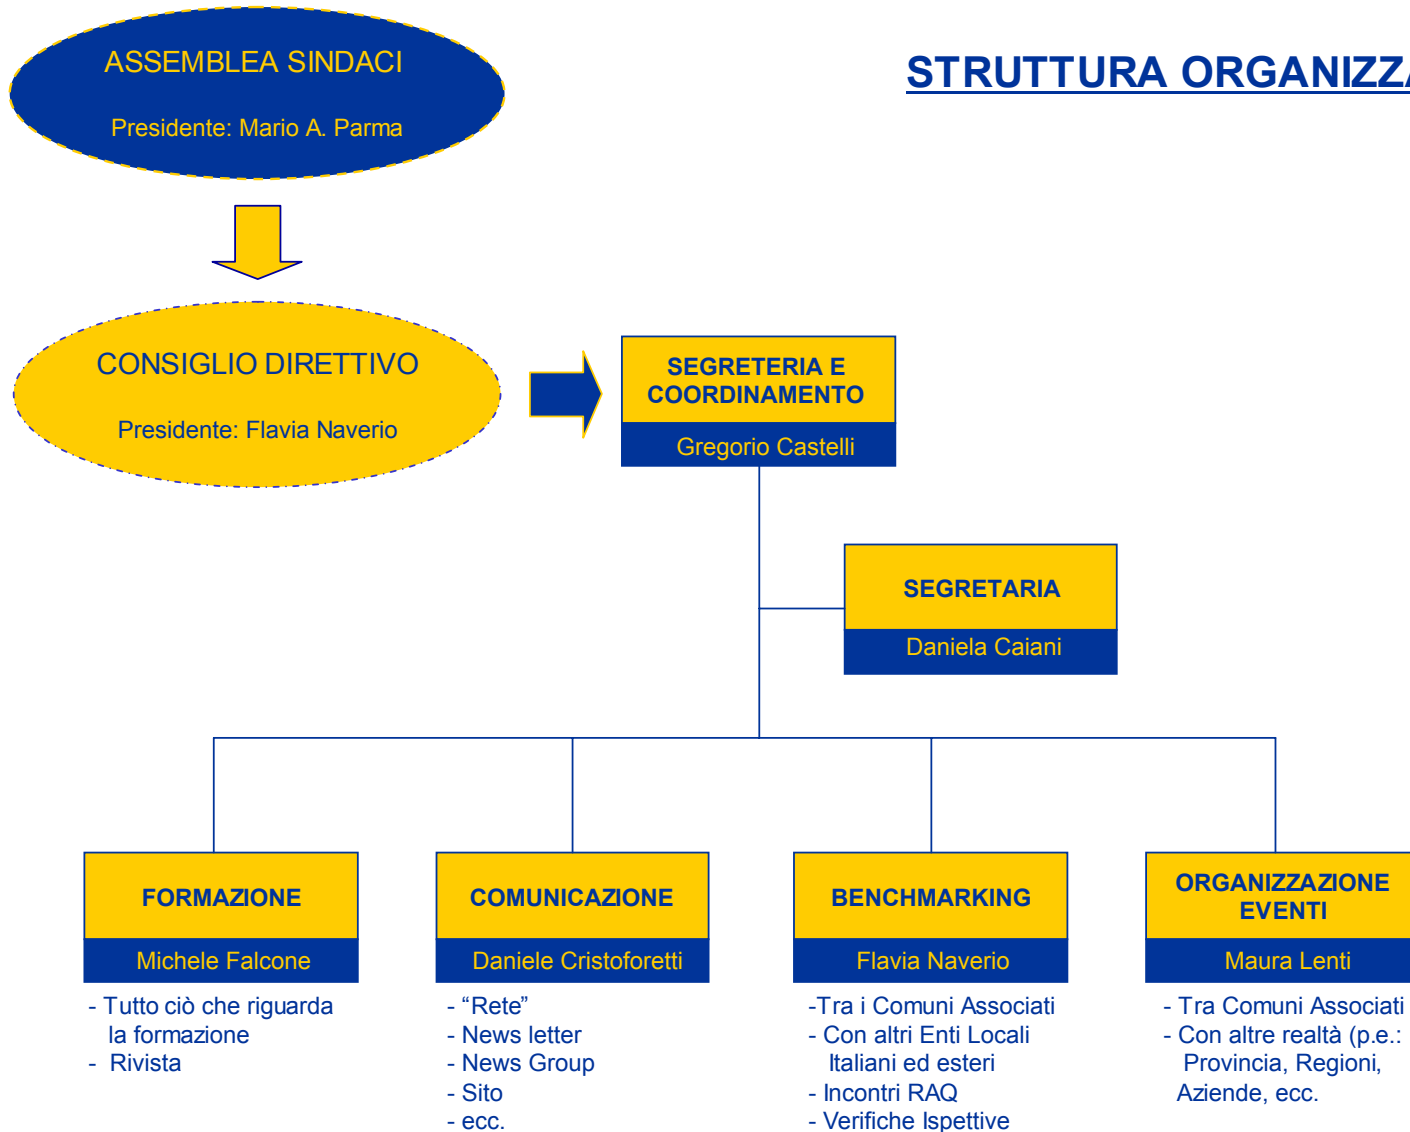 ASSEMBLEA SINDACI
Presidente: Mario A. Parma
STRUTTURA ORGANIZZA
CONSIGLIO DIRETTIVO
Presidente: Flavia Naverio
SEGRETERIA E
COORDINAMENTO
Gregorio Castelli
SEGRETARIA
Daniela Caiani
FORMAZIONE
Michele Falcone
- Tutto ciò che riguarda
la formazione
- Rivista
COMUNICAZIONE
Daniele Cristoforetti
- “Rete”
- News letter
- News Group
- Sito
- ecc.
BENCHMARKING
Flavia Naverio
-Tra i Comuni Associati
- Con altri Enti Locali
Italiani ed esteri
- Incontri RAQ
- Verifiche Ispettive
ORGANIZZAZIONE
EVENTI
Maura Lenti
- Tra Comuni Associati
- Con altre realtà (p.e.:
Provincia, Regioni,
Aziende, ecc.